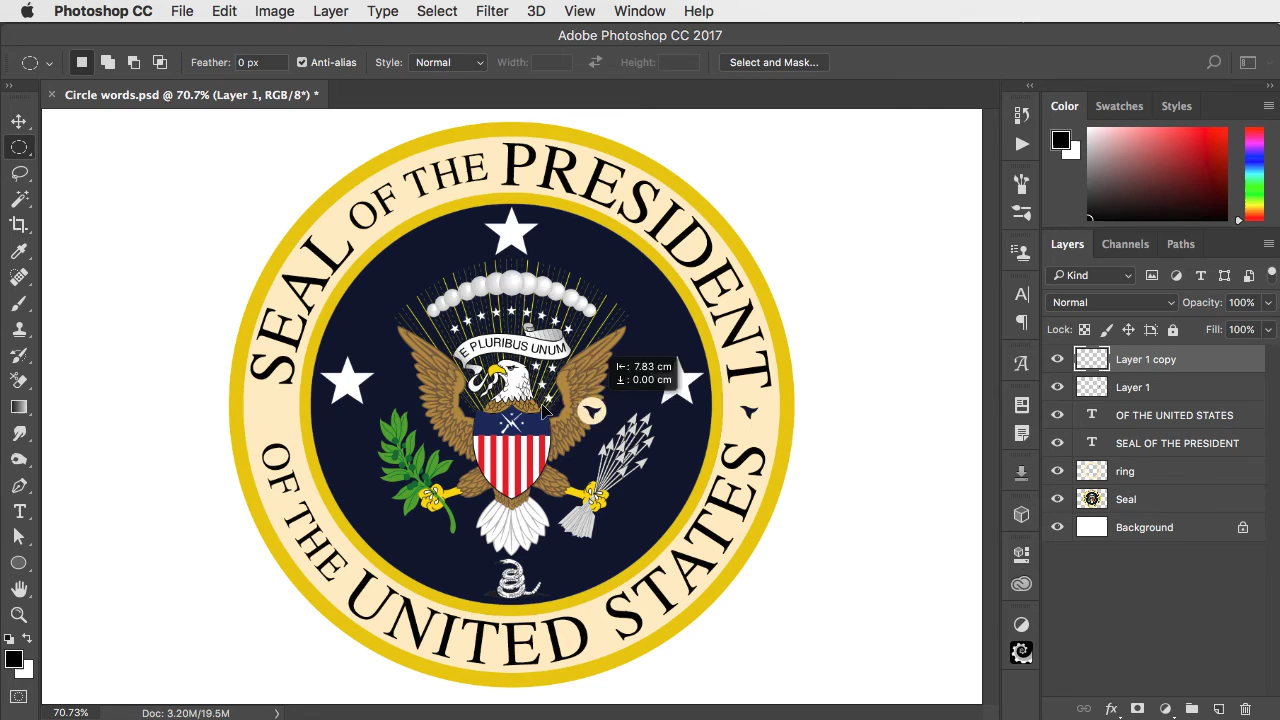 Photoshop CC File Edit Image Layer Type Select Filter 3D View Window Help
Adobe Photoshop CC 2017
Feather: 0 px Anti-alias Style: Normal Width: Height: Select and Mask...
Circle words.psd @ 70.7% (Layer 1, RGB/8*) *
SEAL OF THE PRESIDENT
E PLURIBUS UNUM
7.83 cm
0.00 cm
OF THE UNITED STATES
70.73% Doc: 3.20M/19.5M
Color Swatches Styles
Layers Channels Paths
Kind
Normal Opacity: 100%
Lock: Fill: 100%
Layer 1 copy
Layer 1
T OF THE UNITED STATES
T SEAL OF THE PRESIDENT
ring
Seal
Background